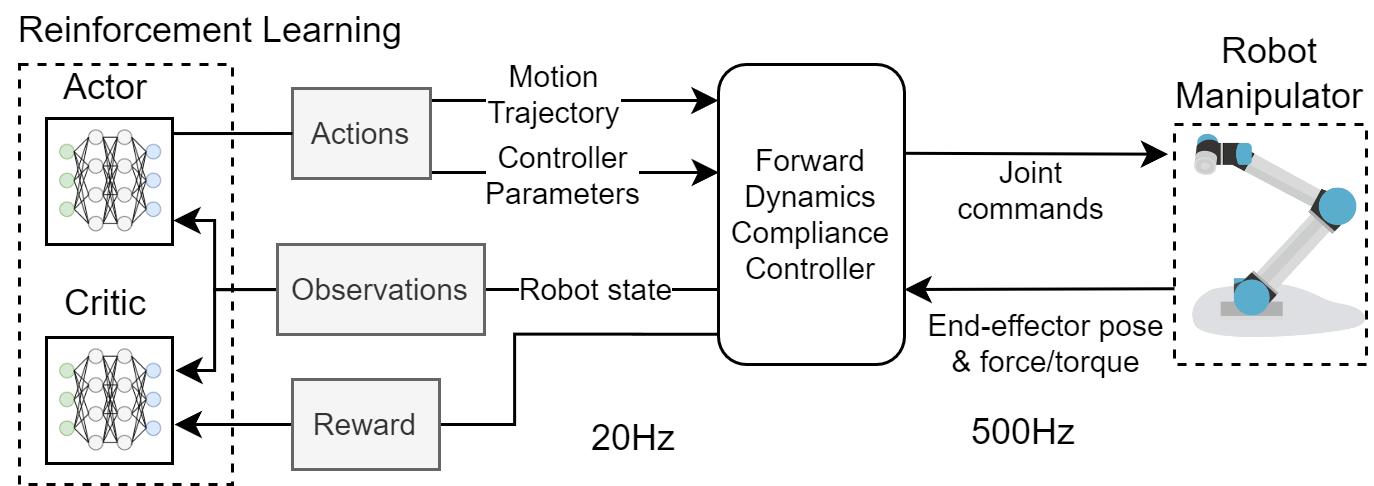 Reinforcement Learning
Actor
Critic
Actions
Observations
Reward
Motion
Trajectory
Controller
Parameters
Robot state
20Hz
Forward
Dynamics
Compliance
Controller
Joint
commands
End-effector pose
& force/torque
500Hz
Robot
Manipulator